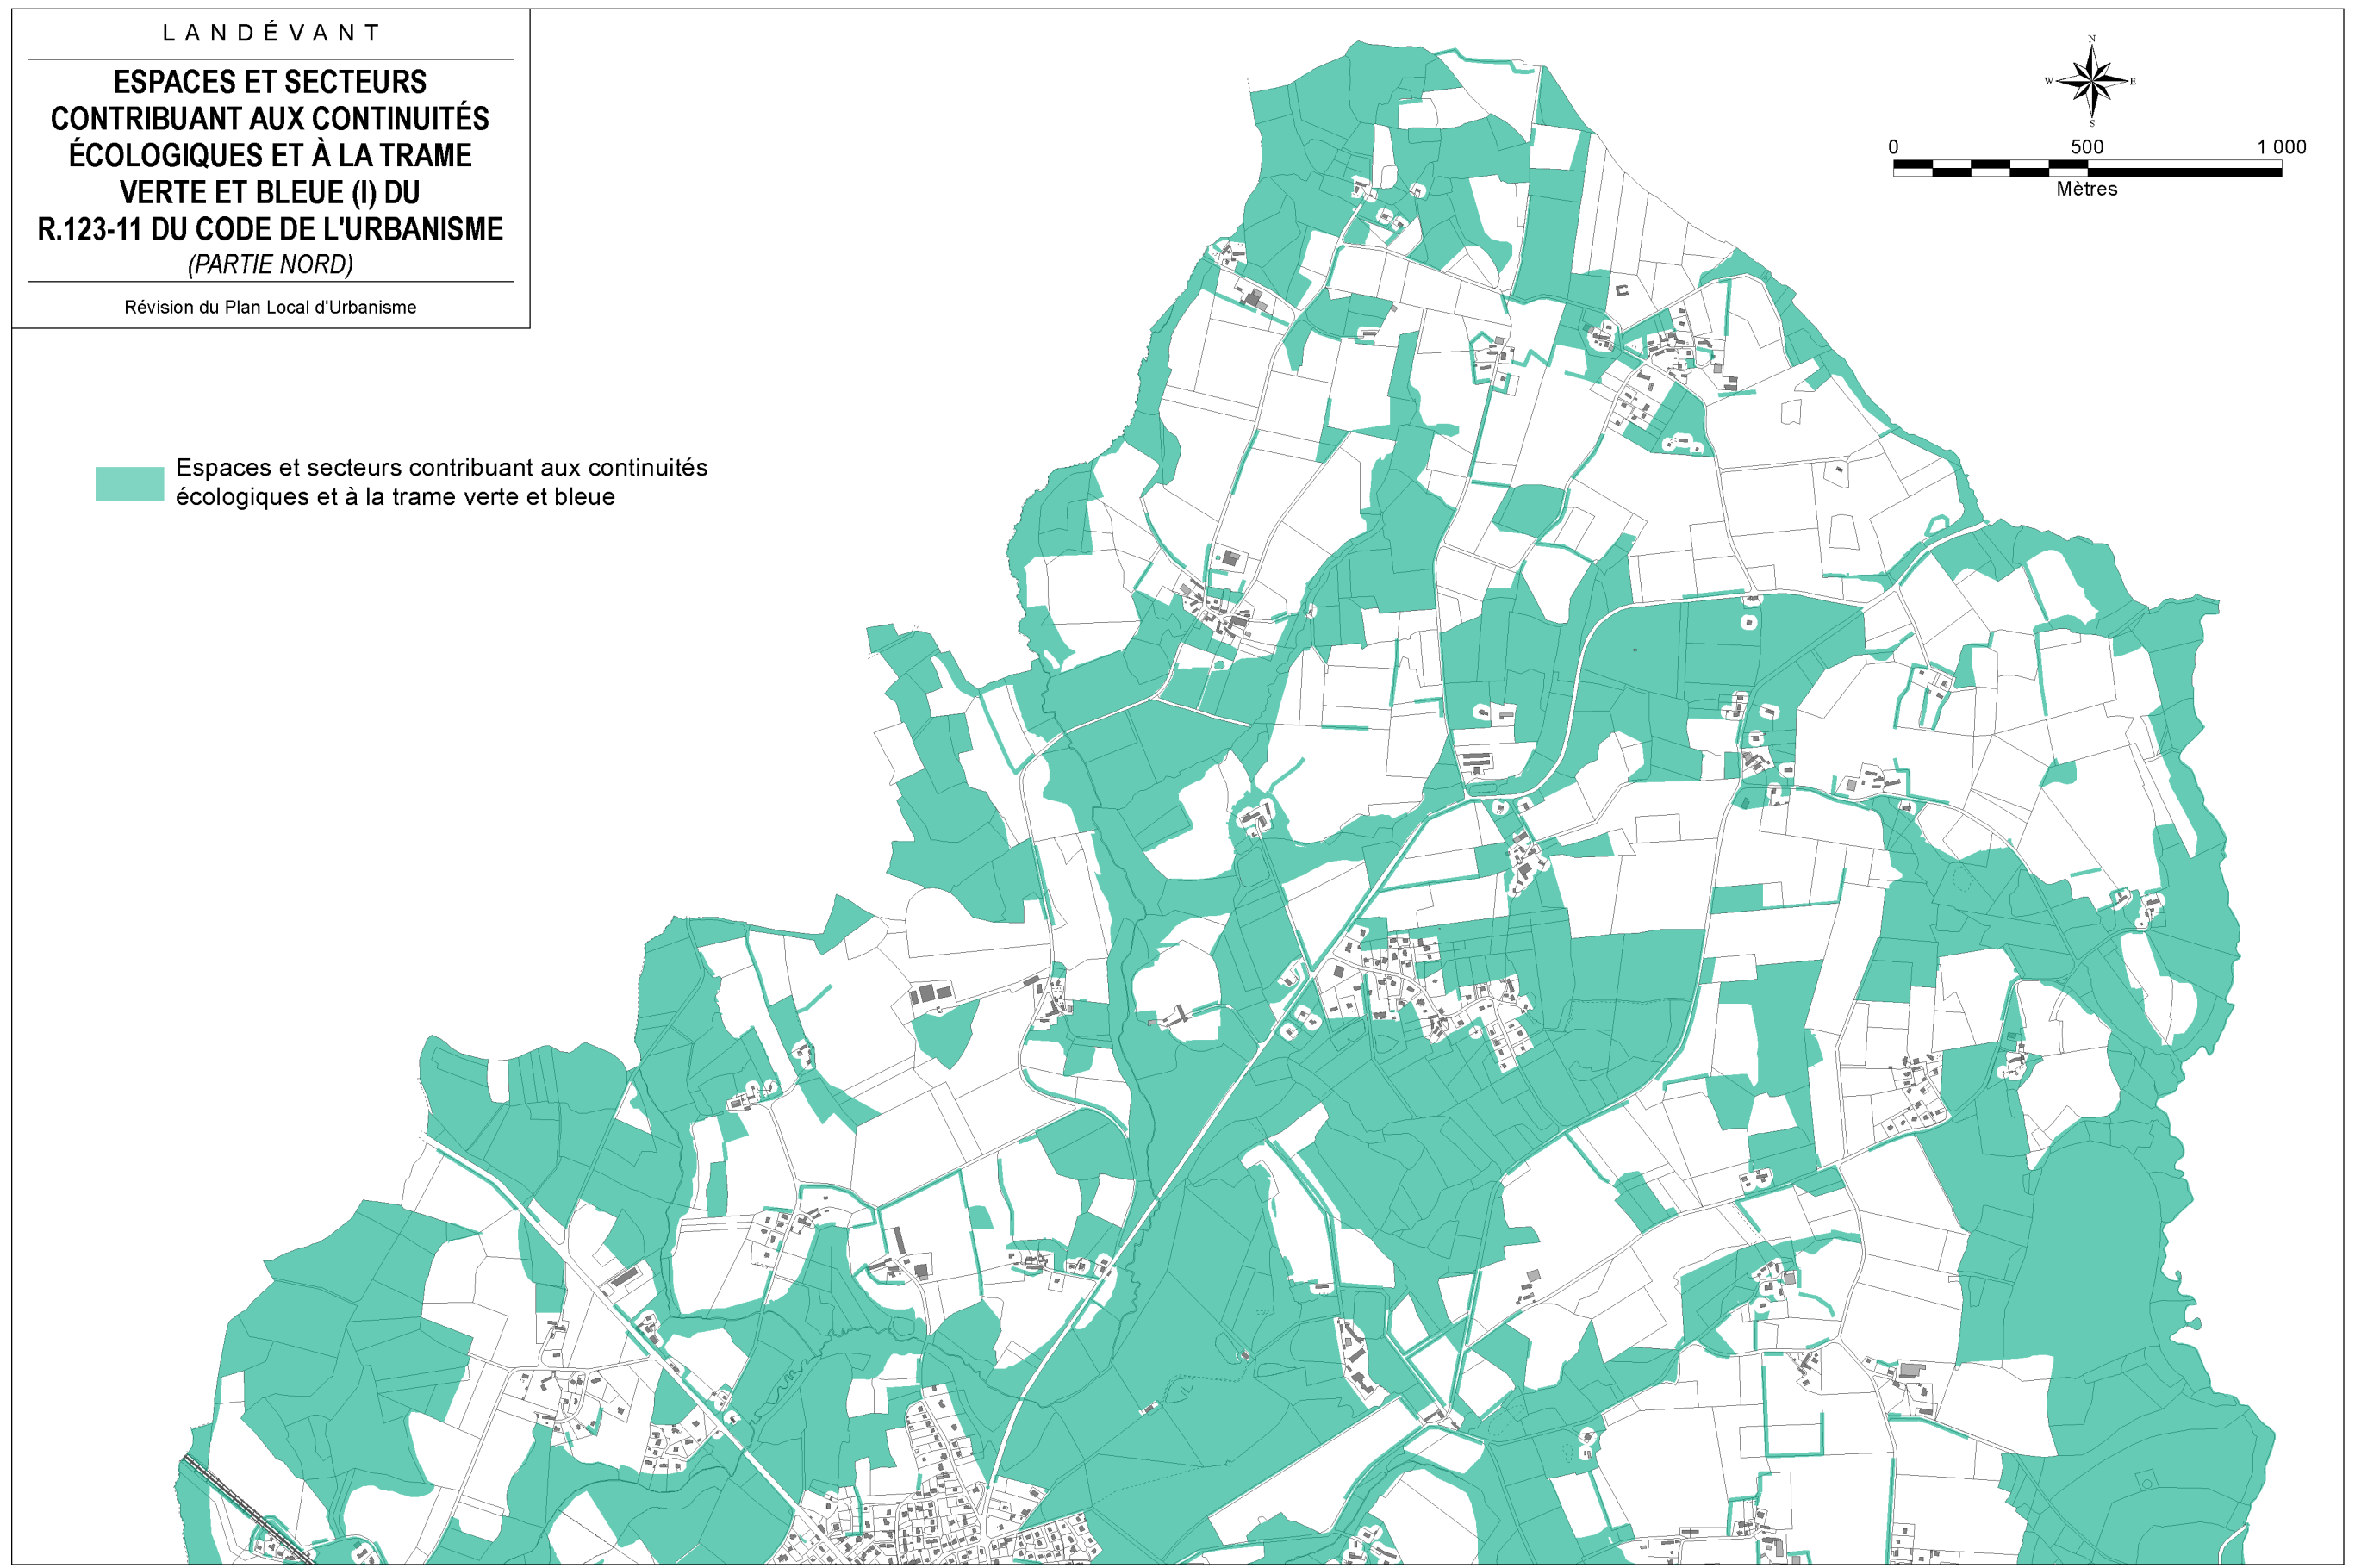 LANDÉVANT
ESPACES ET SECTEURS
CONTRIBUANT AUX CONTINUITÉS
ÉCOLOGIQUES ET À LA TRAME
VERTE ET BLEUE (I) DU
R.123-11 DU CODE DE L'URBANISME
(PARTIE NORD)
Révision du Plan Local d'Urbanisme
Espaces et secteurs contribuant aux continuités
écologiques et à la trame verte et bleue
N
W E
S
0 500 1 000
Mètres